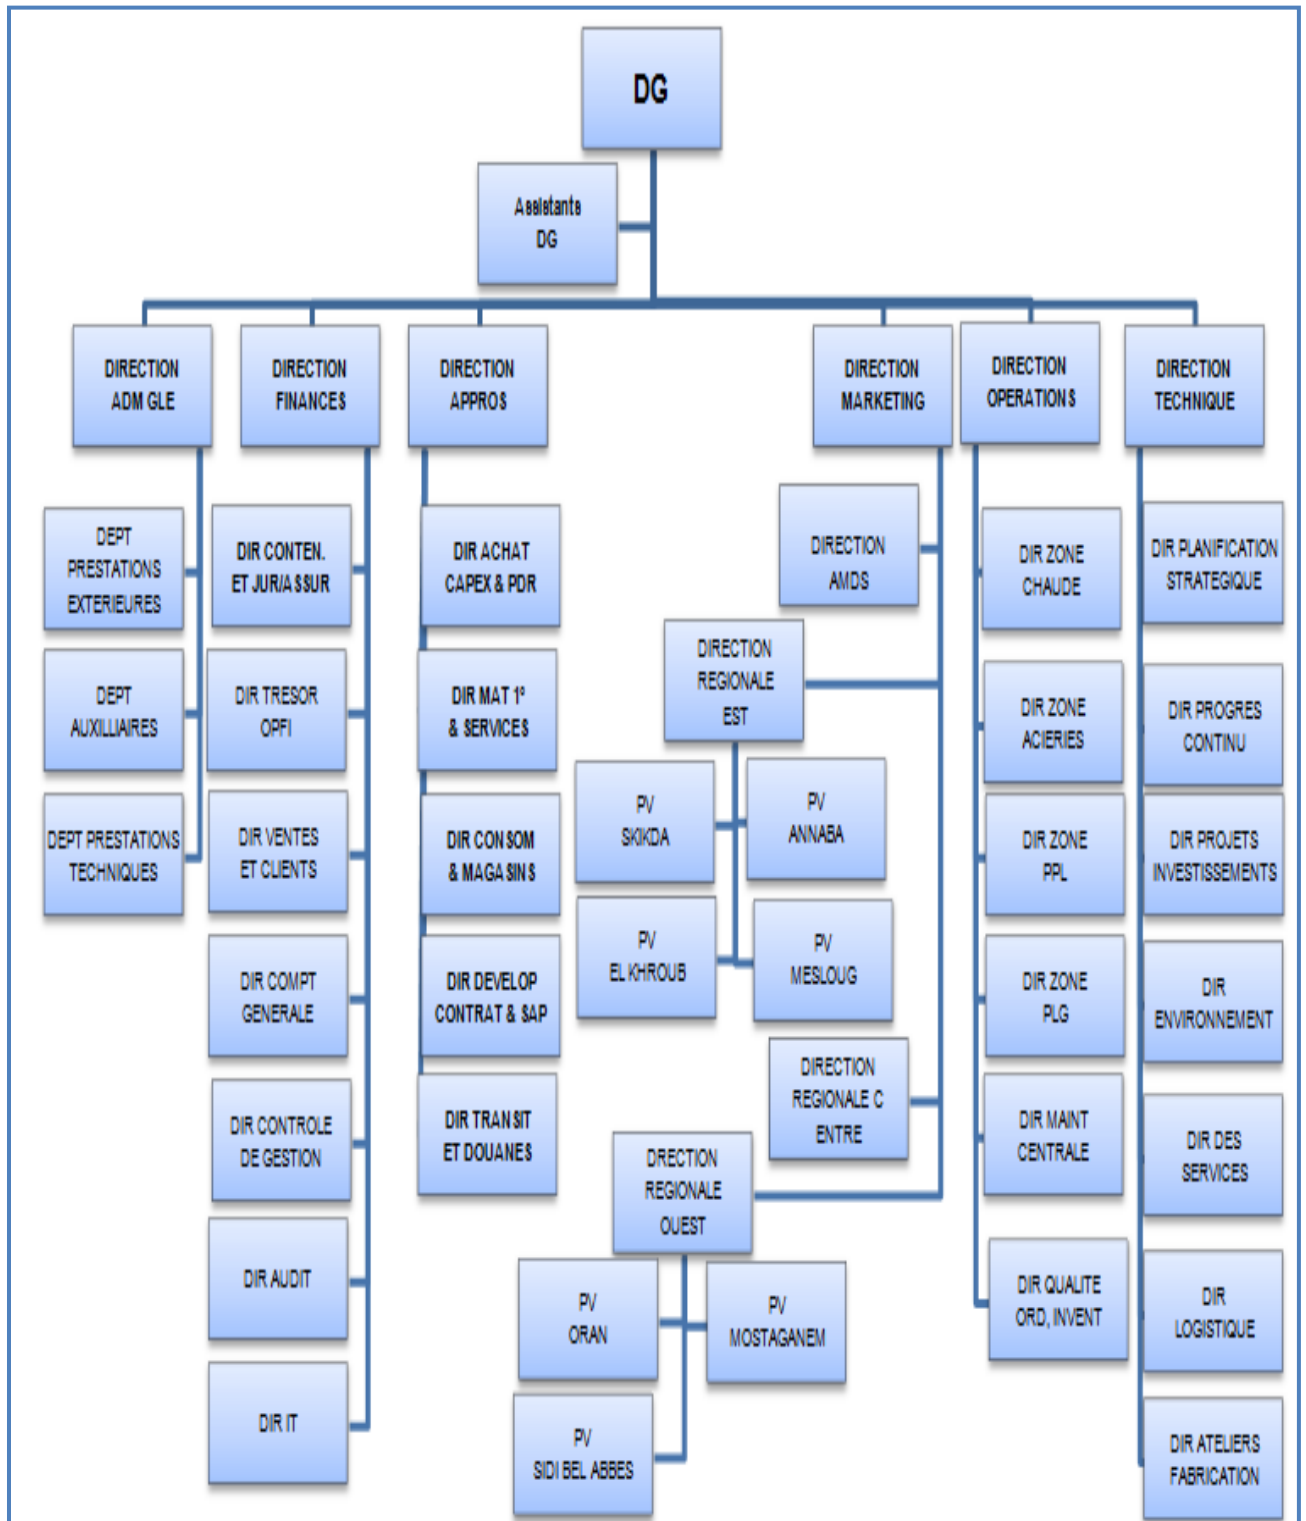 DG
Assistants
DG
DIRECTION
ADM GLE
DIRECTION
FINANCES
DIRECTION
APPROS
DIRECTION
MARKETING
DIRECTION
OPERATIONS
DIRECTION
TECHNIQUE
DEPT
PRESTATIONS
EXTERIEURES
DEPT
AUXILLIAIRES
DEPT PRESTATIONS
TECHNIQUES
DIR CONTEN.
ET JUR/ASSUR
DIR TRESOR
OPFI
DIR VENTES
ET CLIENTS
DIR COMPT
GENERALE
DIR CONTROLE
DE GESTION
DIR AUDIT
DIR IT
DIR ACHAT
CAPEX & PDR
DIR MAT 1º
& SERVICES
DIR CONSOM
& MAGASINS
DIR DEVELOP
CONTRAT & SAP
DIR TRANSIT
ET DOUANES
DIRECTION
AMDS
DIRECTION
REGIONALE
EST
PV
SKIKDA
PV
ANNABA
PV
EL KHROUB
PV
MESLOUG
DIRECTION
REGIONALE C
ENTRE
DRECTION
REGIONALE
OUEST
PV
ORAN
PV
MOSTAGANEM
PV
SIDI BEL ABBES
DIR ZONE
CHAUDE
DIR ZONE
ACIERIES
DIR ZONE
PPL
DIR ZONE
PLG
DIR MAINT
CENTRALE
DIR QUALITE
ORD, INVENT
DIR PLANIFICATION
STRATEGIQUE
DIR PROGRES
CONTINU
DIR PROJETS
INVESTISSEMENTS
DIR
ENVIRONNEMENT
DIR DES
SERVICES
DIR
LOGISTIQUE
DIR ATELIERS
FABRICATION